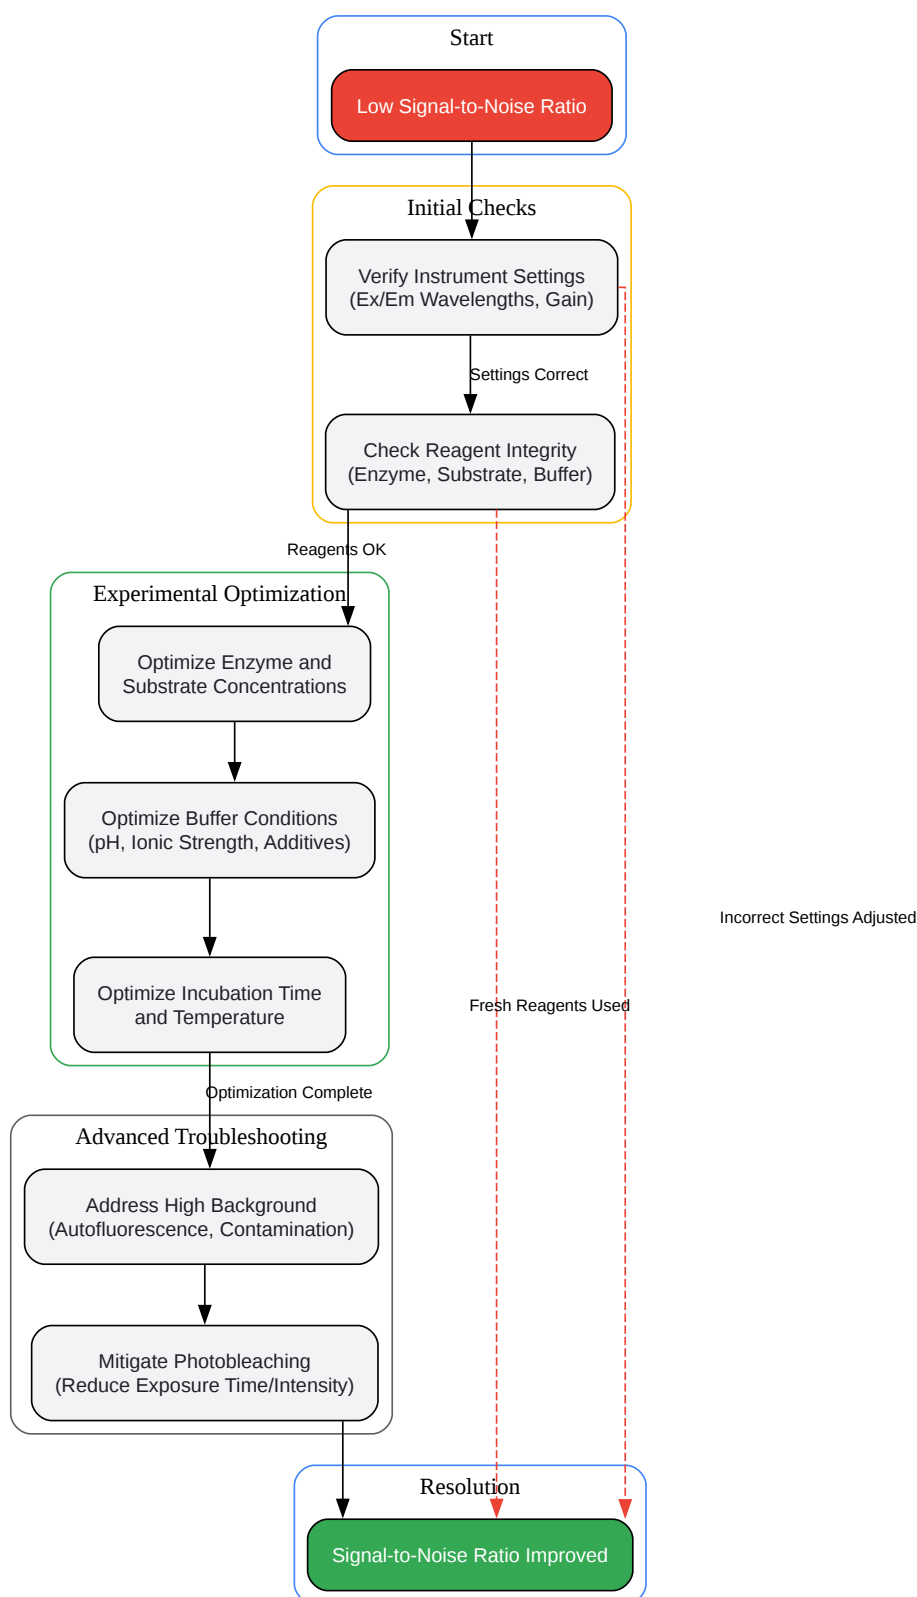 Start
Low Signal-to-Noise Ratio
Initial Checks
Verify Instrument Settings
(Ex/Em Wavelengths, Gain)
Settings Correct
Check Reagent Integrity
(Enzyme, Substrate, Buffer)
Reagents OK
Experimental Optimization
Optimize Enzyme and
Substrate Concentrations
Optimize Buffer Conditions
(pH, Ionic Strength, Additives)
Incorrect Settings Adjusted
Optimize Incubation Time
and Temperature
Fresh Reagents Used
Optimization Complete
Advanced Troubleshooting
Address High Background
(Autofluorescence, Contamination)
Mitigate Photobleaching
(Reduce Exposure Time/Intensity)
Resolution
Signal-to-Noise Ratio Improved